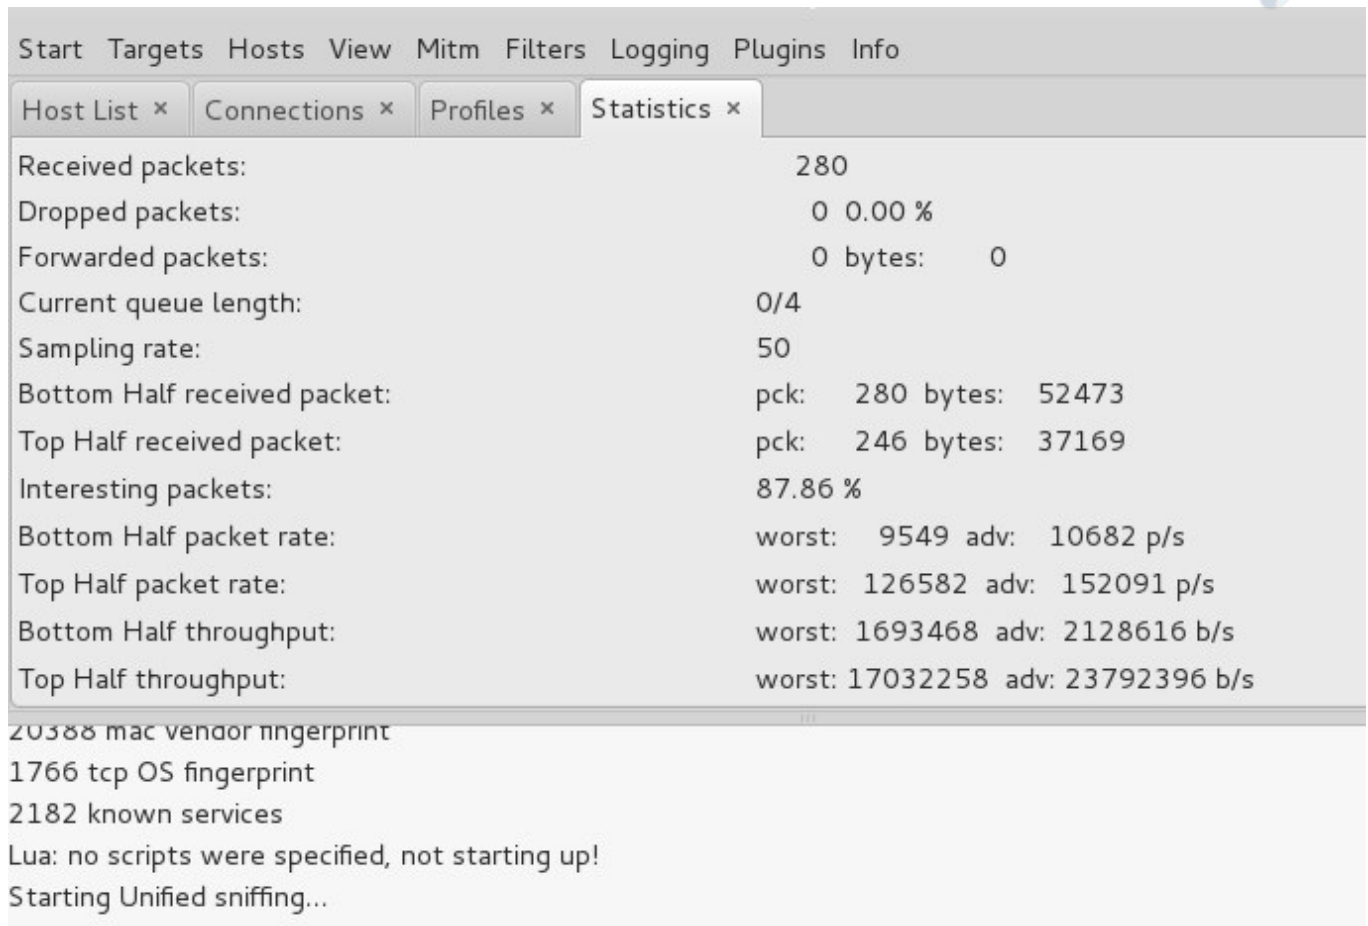 Start Targets Hosts View Mitm Filters Logging Plugins Info
Host List × Connections × Profiles × Statistics ×
Received packets: 280
Dropped packets: 0 0.00 %
Forwarded packets: 0 bytes: 0
Current queue length: 0/4
Sampling rate: 50
Bottom Half received packet: pck: 280 bytes: 52473
Top Half received packet: pck: 246 bytes: 37169
Interesting packets: 87.86 %
Bottom Half packet rate: worst: 9549 adv: 10682 p/s
Top Half packet rate: worst: 126582 adv: 152091 p/s
Bottom Half throughput: worst: 1693468 adv: 2128616 b/s
Top Half throughput: worst: 17032258 adv: 23792396 b/s
20388 mac vendor fingerprint
1766 tcp OS fingerprint
2182 known services
Lua: no scripts were specified, not starting up!
Starting Unified sniffing...